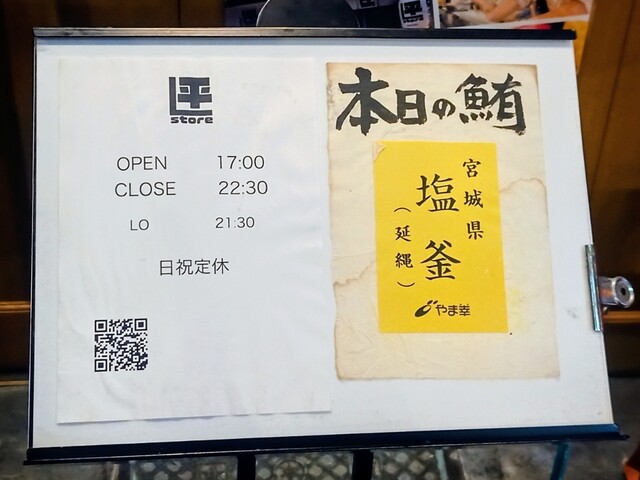 store
OPEN 17:00
CLOSE 22:30
LO 21:30
日祝定休
本日の鮪
宮城県
塩釜
（延縄）
やま幸